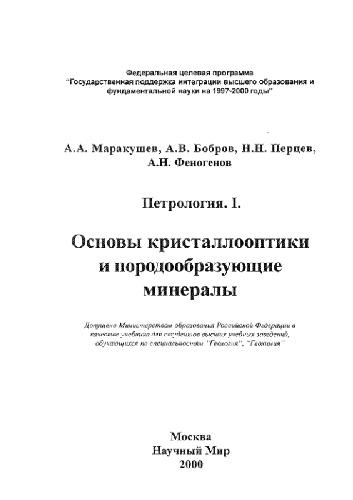 Федеральная целевая программа
"Государственная поддержка интеграции высшего образования и
фундаментальной науки на 1997-2000 годы"
А.А. Маракушев, А.В. Бобров, Н.Н. Перцев,
А.Н. Феногенов
Петрология. I.
Основы кристаллооптики
и породообразующие
минералы
Допущено Министерством образования Российской Федерации в
качестве учебника для студентов высших учебных заведений,
обучающихся по специальностям "Геология", "Геохимия"
Москва
Научный Мир
2000